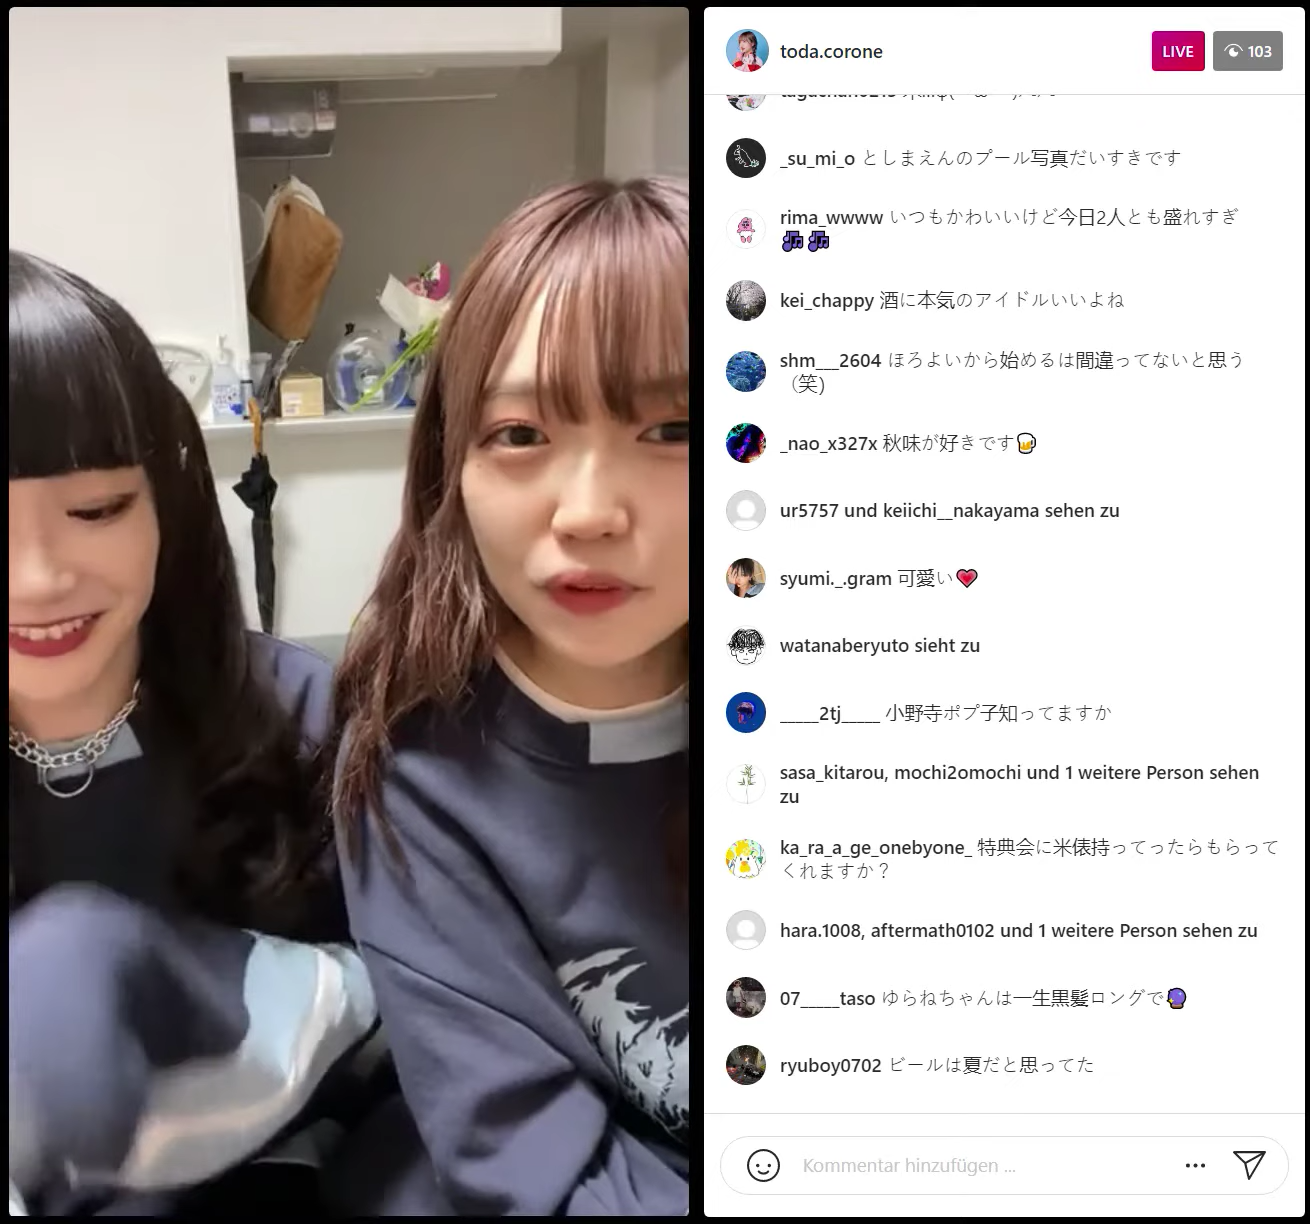 toda.corone
LIVE
103
_su_mi_o としまえんのプール写真だいすきです
rima_wwww いつもかわいいけど今日2人とも盛れすぎ
🎶🎶
kei_chappy 酒に本気のアイドルいいよね
shm___2604 ほろよいから始めるは間違ってないと思う
（笑)
_nao_x327x 秋味が好きです🍺
ur5757 und keiichi__nakayama sehen zu
syumi._.gram 可愛い💗
watanaberyuto sieht zu
_____2tj_____ 小野寺ポプ子知ってますか
sasa_kitarou, mochi2omochi und 1 weitere Person sehen
zu
ka_ra_a_ge_onebyone_ 特典会に米俵持ってったらもらって
くれますか？
hara.1008, aftermath0102 und 1 weitere Person sehen zu
07_____taso ゆらねちゃんは一生黒髪ロングで🔮
ryuboy0702 ビールは夏だと思ってた
Kommentar hinzufügen ...